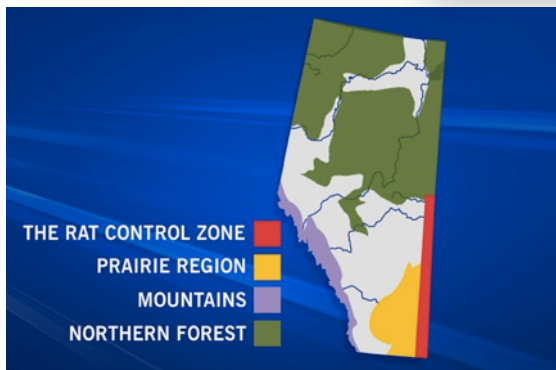 THE RAT CONTROL ZONE
PRAIRIE REGION
MOUNTAINS
NORTHERN FOREST